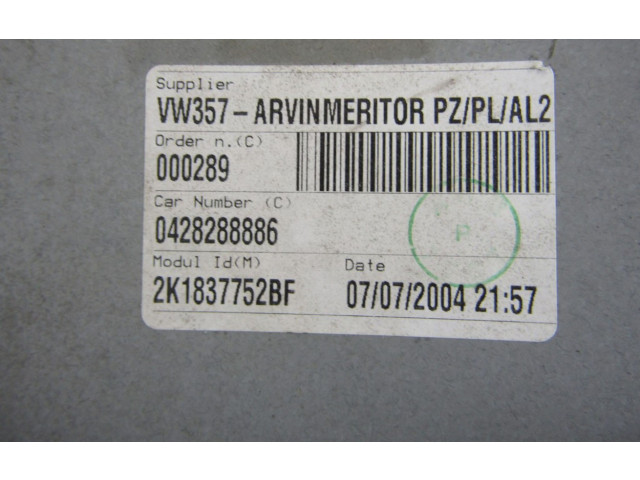 Supplier
VW357-ARVINMERITOR PZ/PL/AL2
Order n.(C)
000289
Car Number (C)
0428288886
P
Modul Id(M) Date
2K1837752BF 07/07/2004 21:57